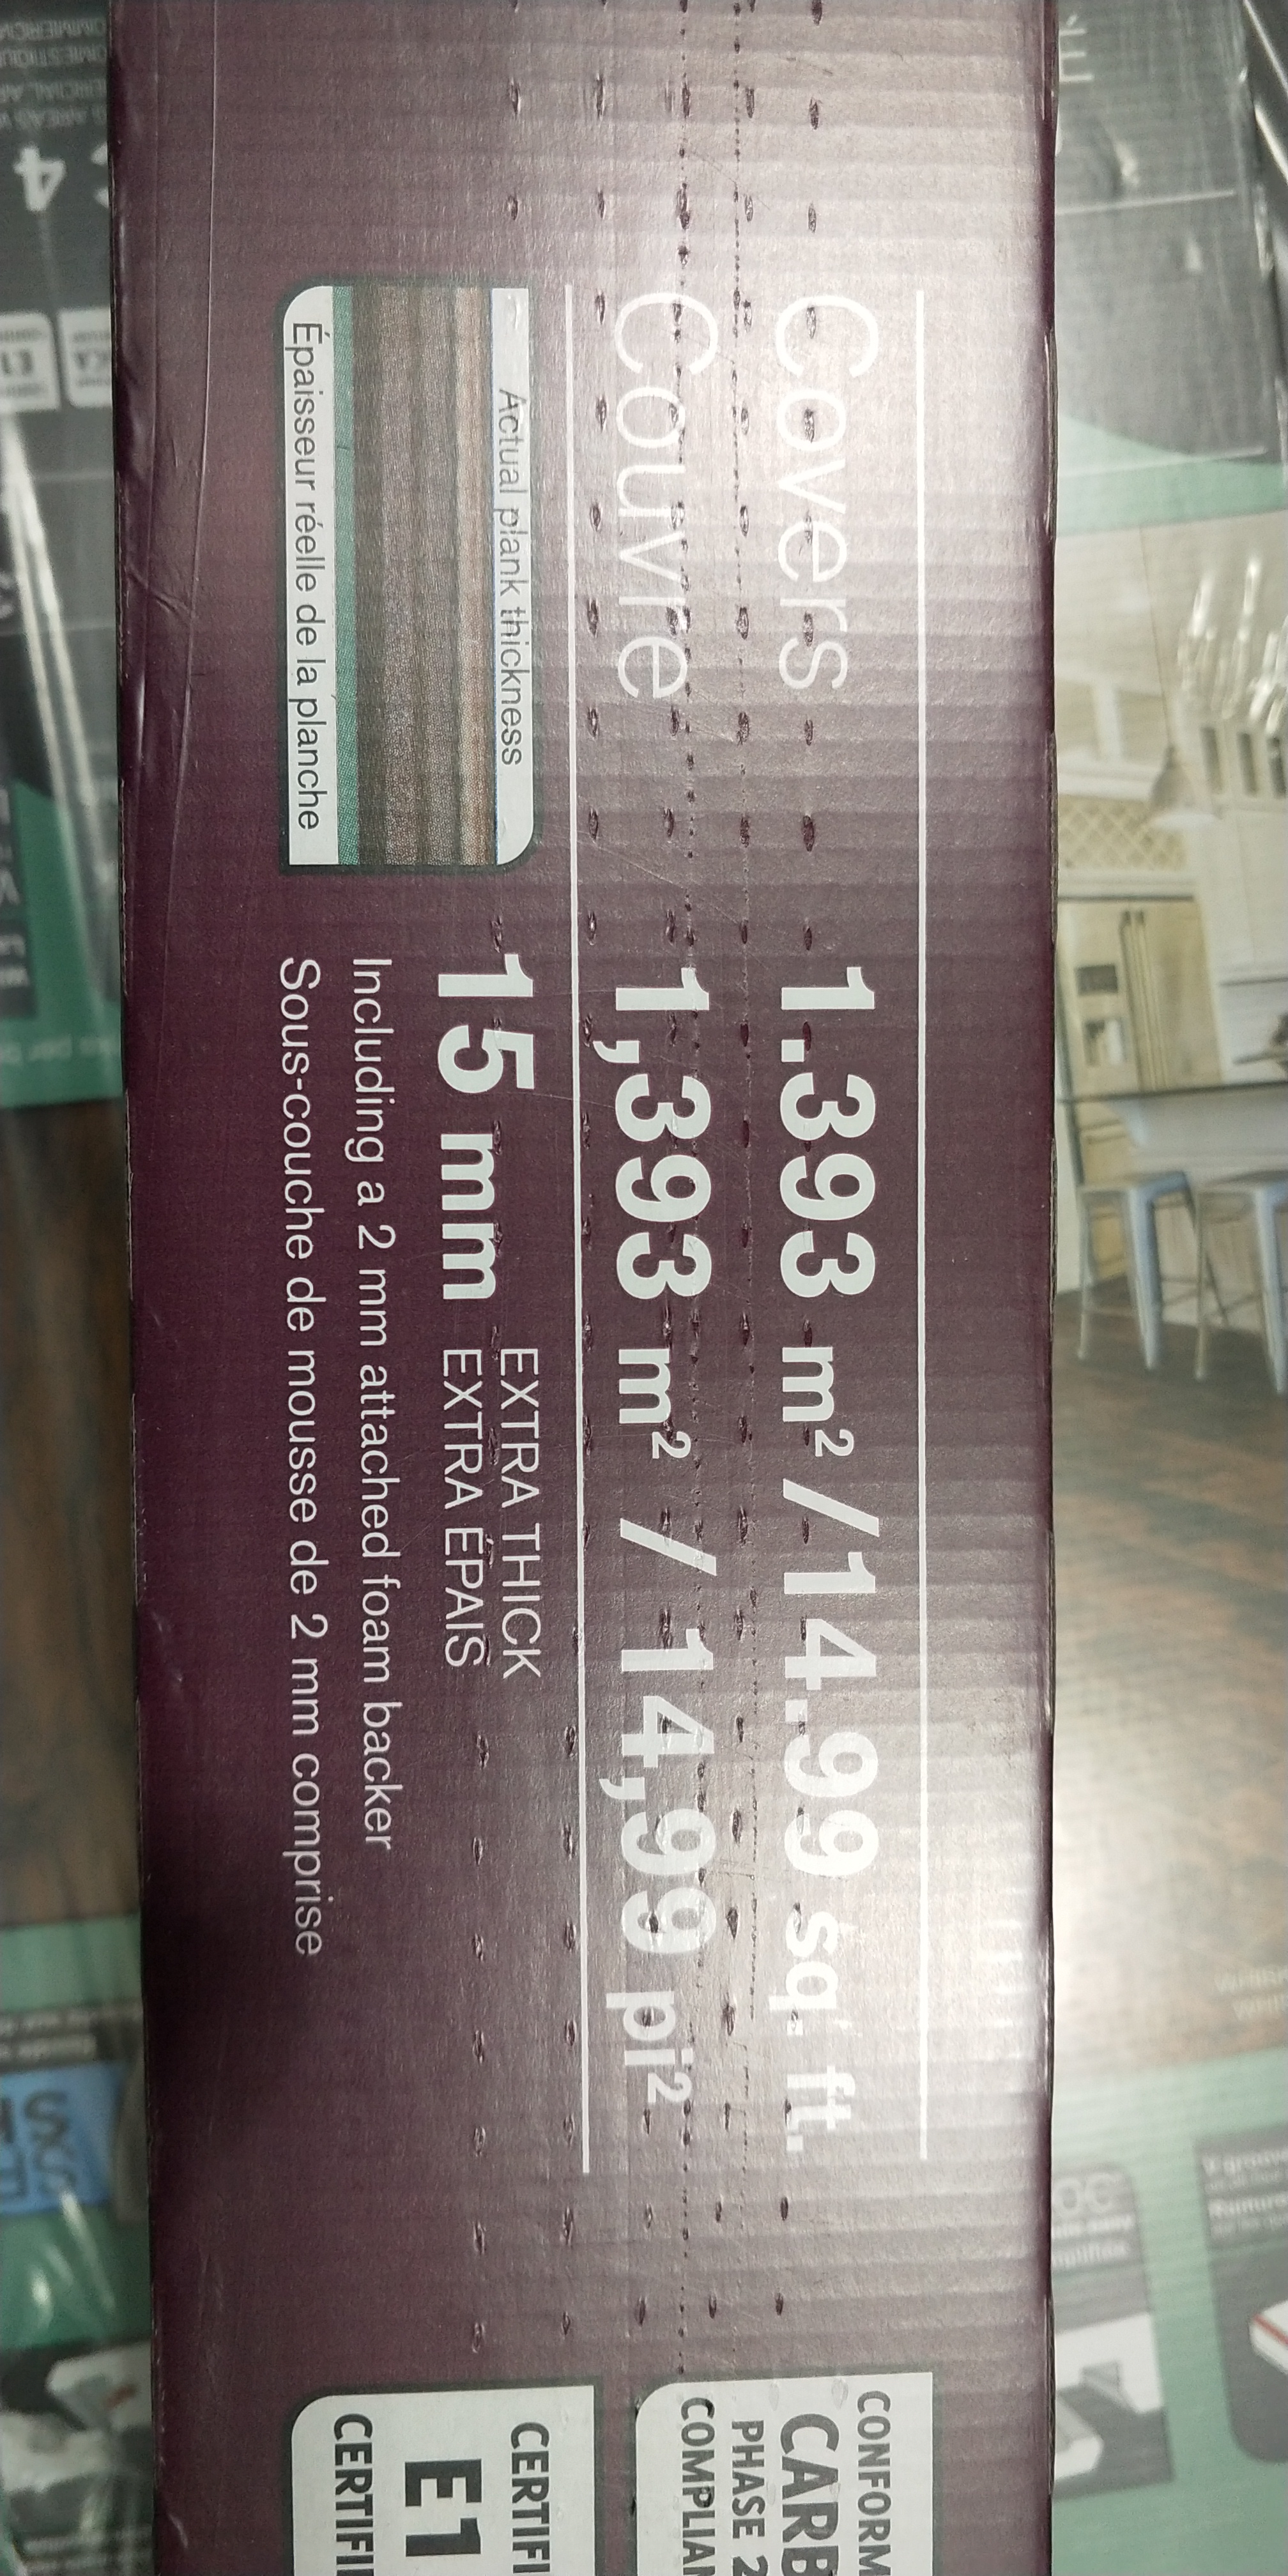 Covers 1.393 m² / 14.99 sq. ft.
Couvre 1,393 m² / 14,99 pi²
Actual plank thickness
Épaisseur réelle de la planche
15 mm EXTRA THICK
EXTRA ÉPAIS
Including a 2 mm attached foam backer
Sous-couche de mousse de 2 mm comprise
CONFORM
CARB
PHASE 2
COMPLIAN
CERTIFI
E1
CERTIFI
4
E1